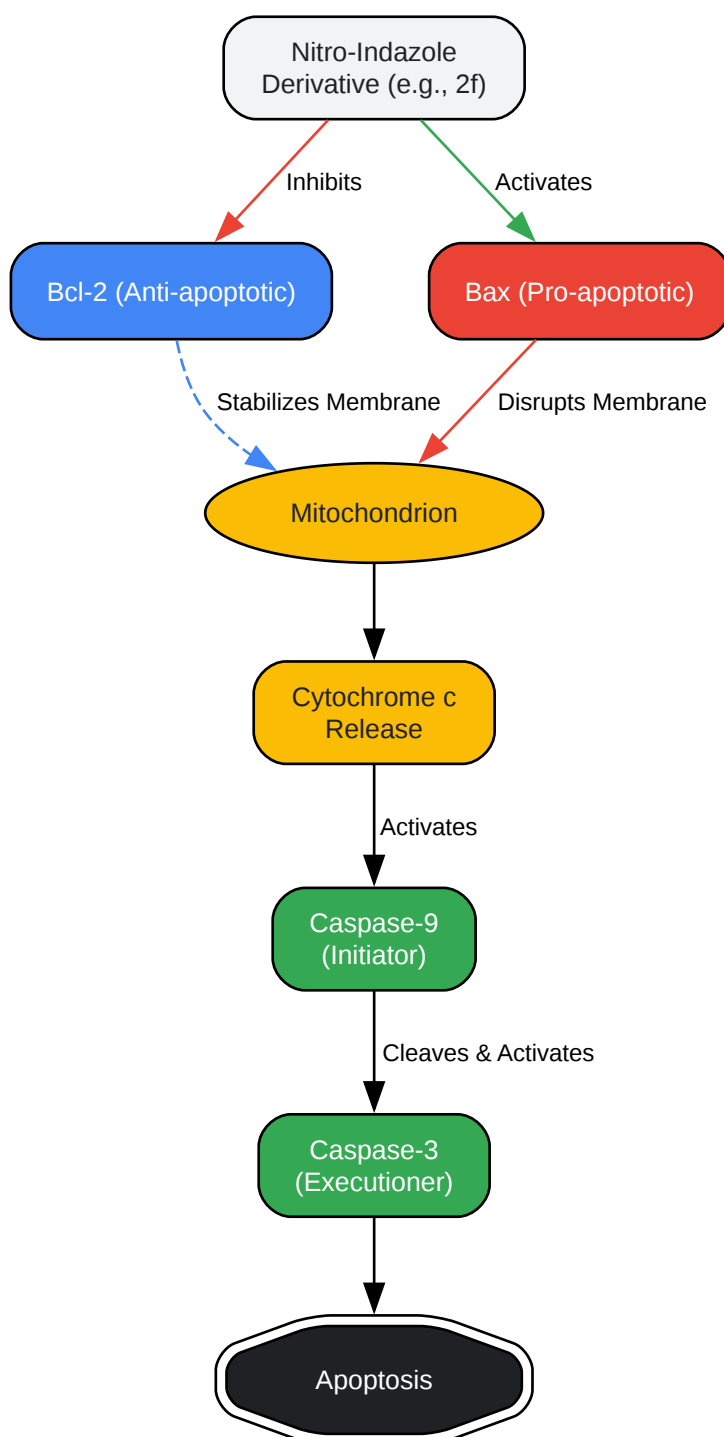 Nitro-Indazole
Derivative (e.g., 2f)
Inhibits
Activates
Bcl-2 (Anti-apoptotic)
Bax (Pro-apoptotic)
Stabilizes Membrane
Disrupts Membrane
Mitochondrion
Cytochrome c
Release
Activates
Caspase-9
(Initiator)
Cleaves & Activates
Caspase-3
(Executioner)
Apoptosis